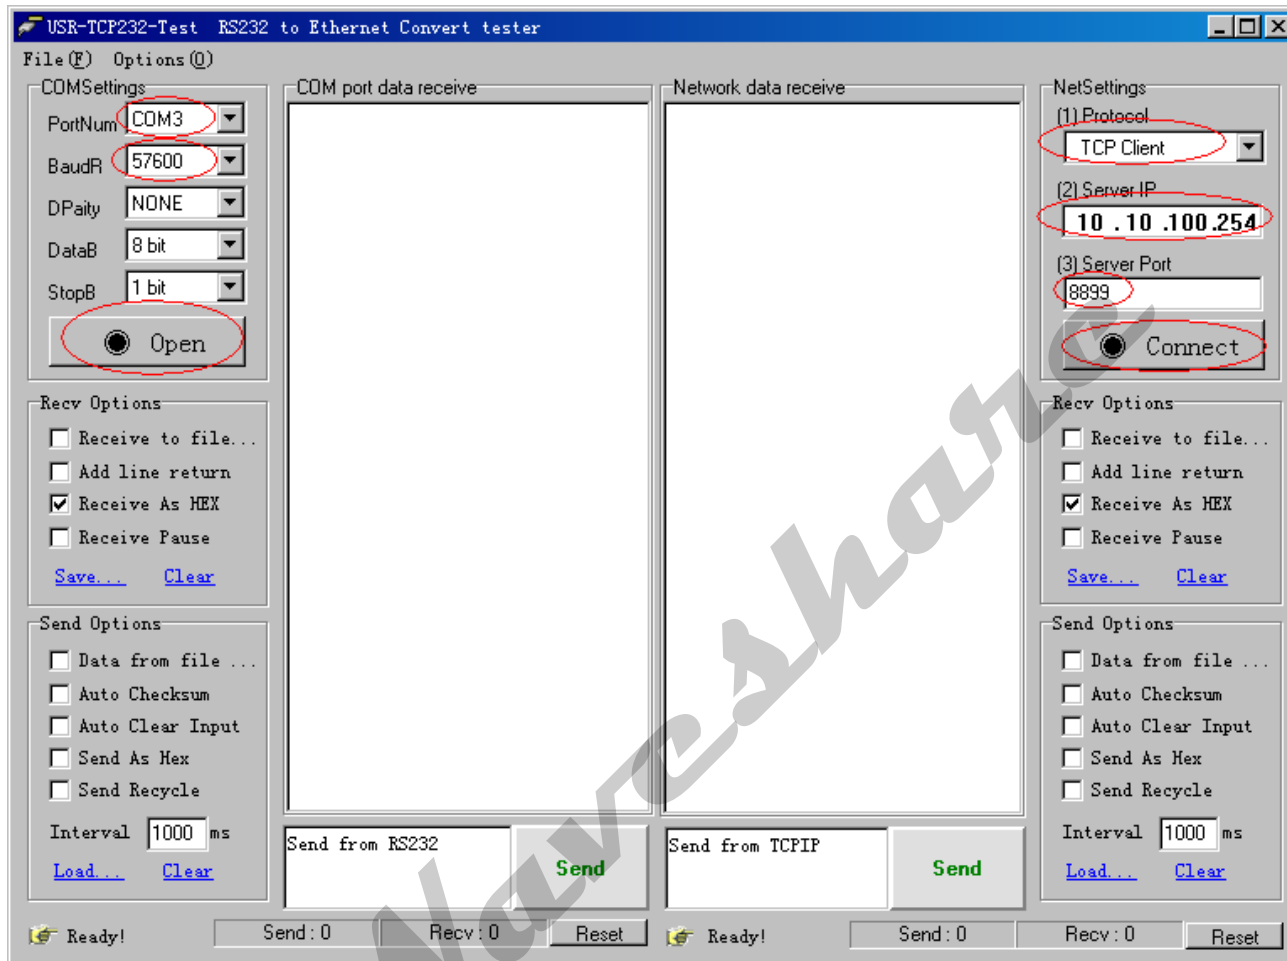 USR-TCP232-Test RS232 to Ethernet Convert tester
File(F) Options(O)
COMSettings
PortNum COM3
BaudR 57600
DPaity NONE
DataB 8 bit
StopB 1 bit
Open
Recv Options
Receive to file...
Add line return
Receive As HEX
Receive Pause
Save... Clear
Send Options
Data from file ...
Auto Checksum
Auto Clear Input
Send As Hex
Send Recycle
Interval 1000 ms
Load... Clear
COM port data receive
Send from RS232
Send
Network data receive
Send from TCPIP
Send
NetSettings
(1) Protocol
TCP Client
(2) Server IP
10 . 10 .100.254
(3) Server Port
8899
Connect
Recv Options
Receive to file...
Add line return
Receive As HEX
Receive Pause
Save... Clear
Send Options
Data from file ...
Auto Checksum
Auto Clear Input
Send As Hex
Send Recycle
Interval 1000 ms
Load... Clear
Ready! Send : 0 Recv : 0 Reset
Ready! Send : 0 Recv : 0 Reset
Waveshare